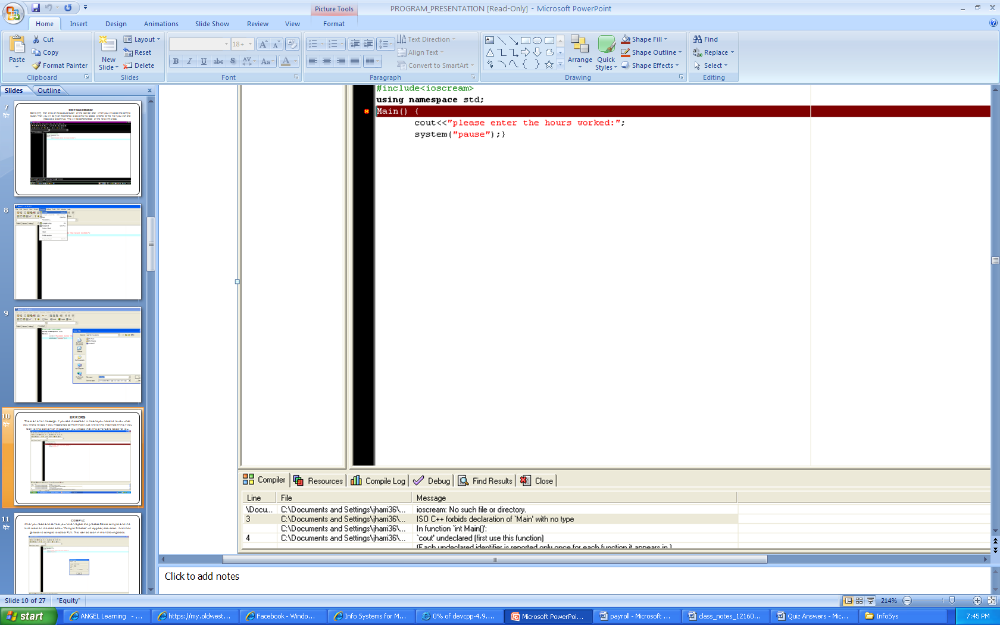 Picture Tools
PROGRAM_PRESENTATION [Read-Only] - Microsoft PowerPoint
Home Insert Design Animations Slide Show Review View Format
Paste
Cut
Copy
Format Painter
Clipboard
New Slide
Layout
Reset
Delete
Slides
18+
B I U abc S AV Aa A
Font
Text Direction
Align Text
Convert to SmartArt
Paragraph
Arrange
Quick Styles
Shape Fill
Shape Outline
Shape Effects
Drawing
Find
Replace
Select
Editing
Slides Outline
7
8
9
10
ERRORS
11
#include<ioscream>
using namespace std;
Main() {
cout<<"please enter the hours worked:";
system("pause");}
Compiler Resources Compile Log Debug Find Results Close
Line File Message
\Docu... C:\Documents and Settings\jharri36\... ioscream: No such file or directory.
3 C:\Documents and Settings\jharri36\... ISO C++ forbids declaration of `Main' with no type
C:\Documents and Settings\jharri36\... In function `int Main()':
4 C:\Documents and Settings\jharri36\... `cout' undeclared (first use this function)
(Each undeclared identifier is reported only once for each function it appears in.)
Click to add notes
Slide 10 of 27 "Equity" 214%
start ANGEL Learning - ... https://my.oldwest... Facebook - Windo... Info Systems for M... 0% of devcpp-4.9.... Microsoft PowerPoi... payroll - Microsoft ... class_notes_12160... Quiz Answers - Mic... InfoSys 7:45 PM